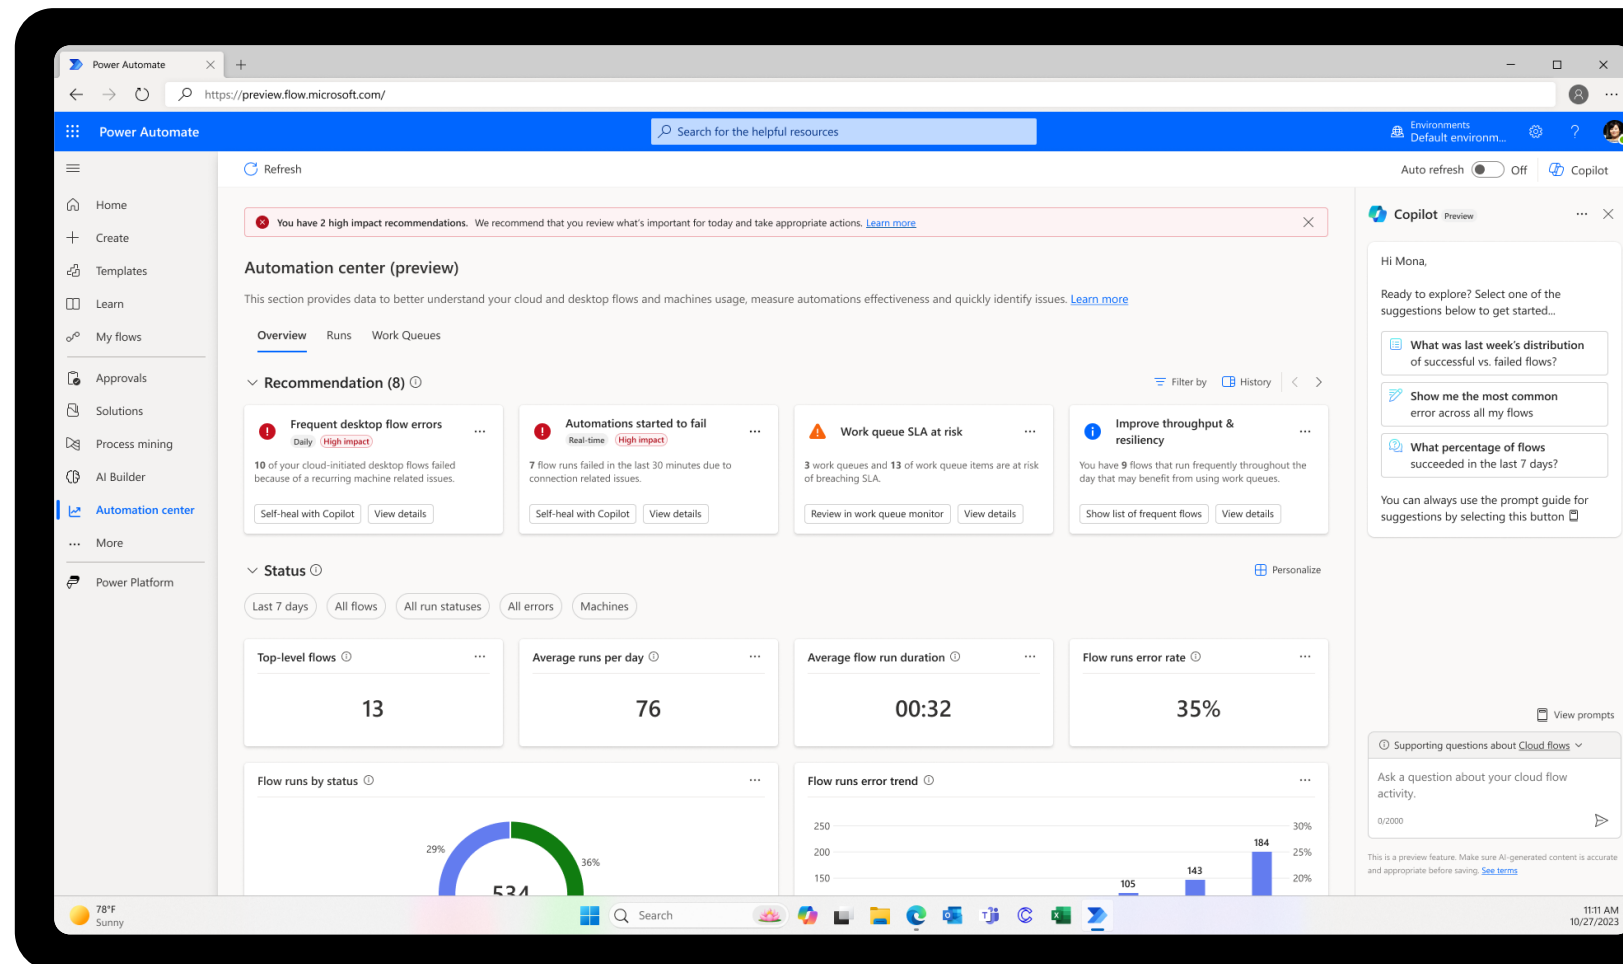 Power Automate
https://preview.flow.microsoft.com/
Power Automate
Search for the helpful resources
Environments
Default environm...
Refresh
Auto refresh
Off
Copilot
Home
Create
Templates
Learn
My flows
Approvals
Solutions
Process mining
AI Builder
Automation center
More
Power Platform
You have 2 high impact recommendations. We recommend that you review what's important for today and take appropriate actions. Learn more
Automation center (preview)
This section provides data to better understand your cloud and desktop flows and machines usage, measure automations effectiveness and quickly identify issues. Learn more
Overview Runs Work Queues
Recommendation (8)
Filter by
History
Frequent desktop flow errors
Daily High impact
10 of your cloud-initiated desktop flows failed
because of a recurring machine related issues.
Self-heal with Copilot View details
Automations started to fail
Real-time High impact
7 flow runs failed in the last 30 minutes due to
connection related issues.
Self-heal with Copilot View details
Work queue SLA at risk
3 work queues and 13 of work queue items are at risk
of breaching SLA.
Review in work queue monitor View details
Improve throughput &
resiliency
You have 9 flows that run frequently throughout the
day that may benefit from using work queues.
Show list of frequent flows View details
Status
Personalize
Last 7 days All flows All run statuses All errors Machines
Top-level flows
13
Average runs per day
76
Average flow run duration
00:32
Flow runs error rate
35%
Flow runs by status
29%
36%
534
Flow runs error trend
250
200
150
105
143
184
30%
25%
20%
Copilot Preview
Hi Mona,
Ready to explore? Select one of the
suggestions below to get started...
What was last week's distribution
of successful vs. failed flows?
Show me the most common
error across all my flows
What percentage of flows
succeeded in the last 7 days?
You can always use the prompt guide for
suggestions by selecting this button
View prompts
Supporting questions about Cloud flows
Ask a question about your cloud flow
activity.
0/2000
This is a preview feature. Make sure AI-generated content is accurate
and appropriate before saving. See terms
78°F
Sunny
Search
11:11 AM
10/27/2023